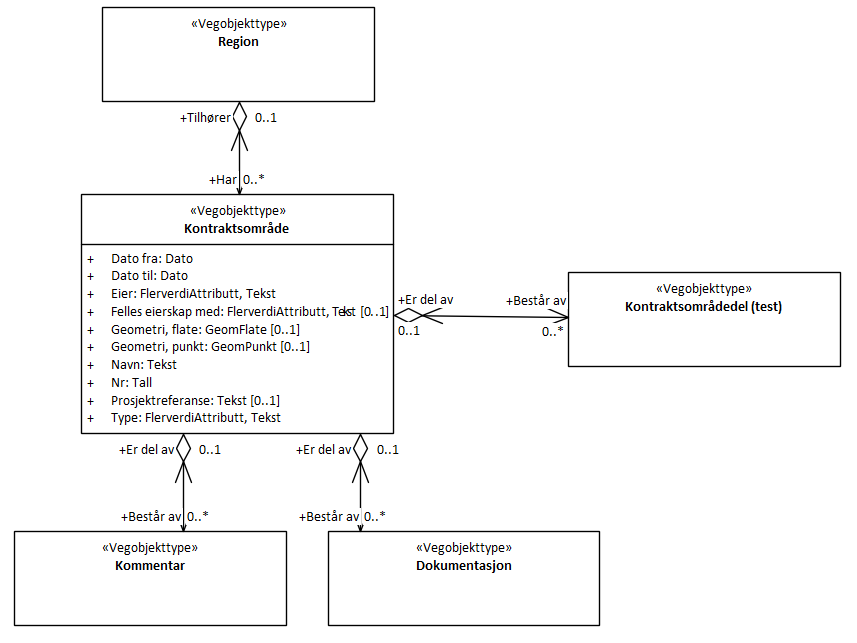 «Vegobjekttype»
Region
+Tilhører 0..1
+Har 0..*
«Vegobjekttype»
Kontraktsområde
+ Dato fra: Dato
+ Dato til: Dato
+ Eier: FlerverdiAttributt, Tekst
+ Felles eierskap med: FlerverdiAttributt, Tekst [0..1]
+ Geometri, flate: GeomFlate [0..1]
+ Geometri, punkt: GeomPunkt [0..1]
+ Navn: Tekst
+ Nr: Tall
+ Prosjektreferanse: Tekst [0..1]
+ Type: FlerverdiAttributt, Tekst
+Er del av +Består av
0..1 0..*
«Vegobjekttype»
Kontraktsområdedel (test)
+Er del av 0..1
+Består av 0..*
«Vegobjekttype»
Kommentar
+Er del av 0..1
+Består av 0..*
«Vegobjekttype»
Dokumentasjon